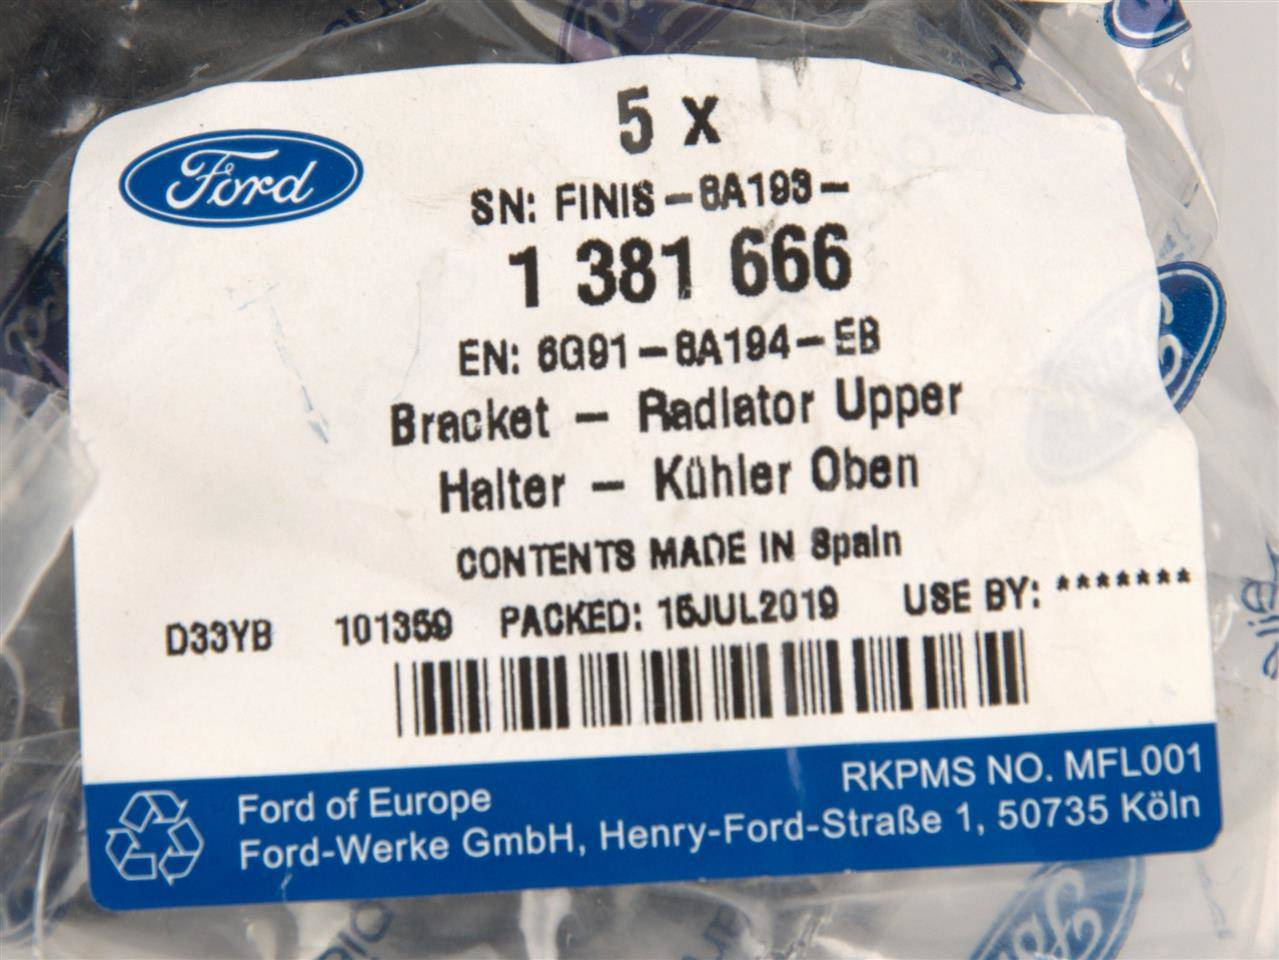 Ford
5 x
SN: FINIS - 8A193 -
1 381 666
EN: 6G91 - 8A194 - EB
Bracket - Radiator Upper
Halter - Kühler Oben
CONTENTS MADE IN Spain
D33YB 101359 PACKED: 15JUL2019 USE BY: *******
RKPMS NO. MFL001
Ford of Europe
Ford-Werke GmbH, Henry-Ford-Straße 1, 50735 Köln